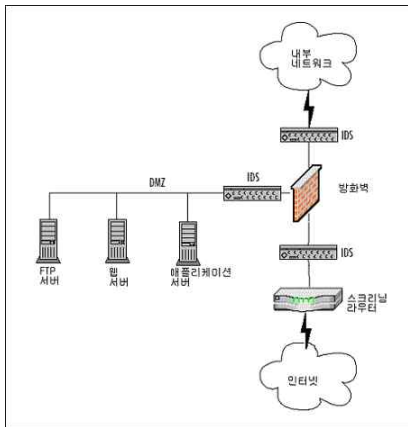 내부
네트워크
IDS
DMZ
IDS
방화벽
IDS
FTP
서버
웹
서버
애플리케이션
서버
스크리닝
라우터
인터넷